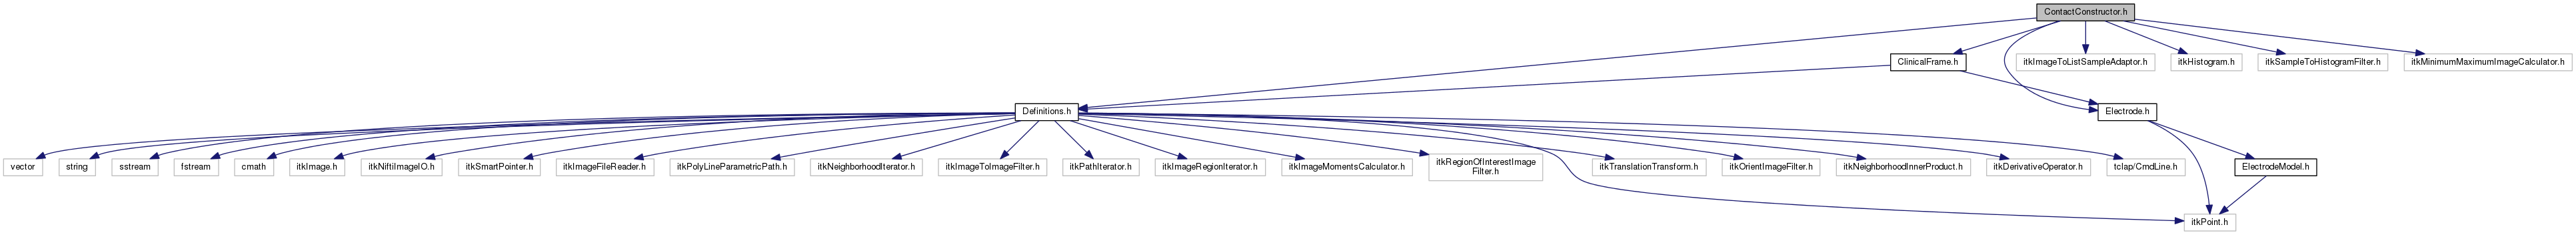 ContactConstructor.h
ClinicalFrame.h
itkImageToListSampleAdaptor.h
itkHistogram.h
itkSampleToHistogramFilter.h
itkMinimumMaximumImageCalculator.h
Definitions.h
Electrode.h
vector
string
sstream
fstream
cmath
itkImage.h
itkNiftiImageIO.h
itkSmartPointer.h
itkImageFileReader.h
itkPolyLineParametricPath.h
itkNeighborhoodIterator.h
itkImageToImageFilter.h
itkPathIterator.h
itkImageRegionIterator.h
itkImageMomentsCalculator.h
itkRegionOfInterestImage
Filter.h
itkTranslationTransform.h
itkOrientImageFilter.h
itkNeighborhoodInnerProduct.h
itkDerivativeOperator.h
tclap/CmdLine.h
ElectrodeModel.h
itkPoint.h